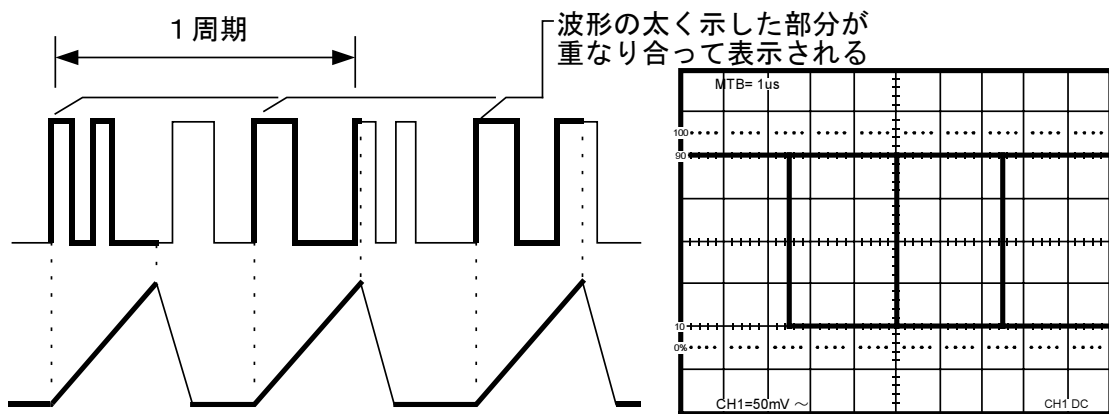 1周期
波形の太く示した部分が
重なり合って表示される
MTB= 1us
100
90
10
0%
CH1=50mV ～
CH1 DC